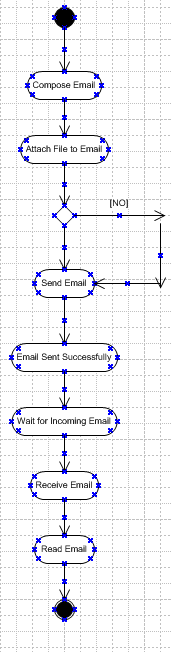 Compose Email
Attach File to Email
[NO]
Send Email
Email Sent Successfully
Wait for Incoming Email
Receive Email
Read Email